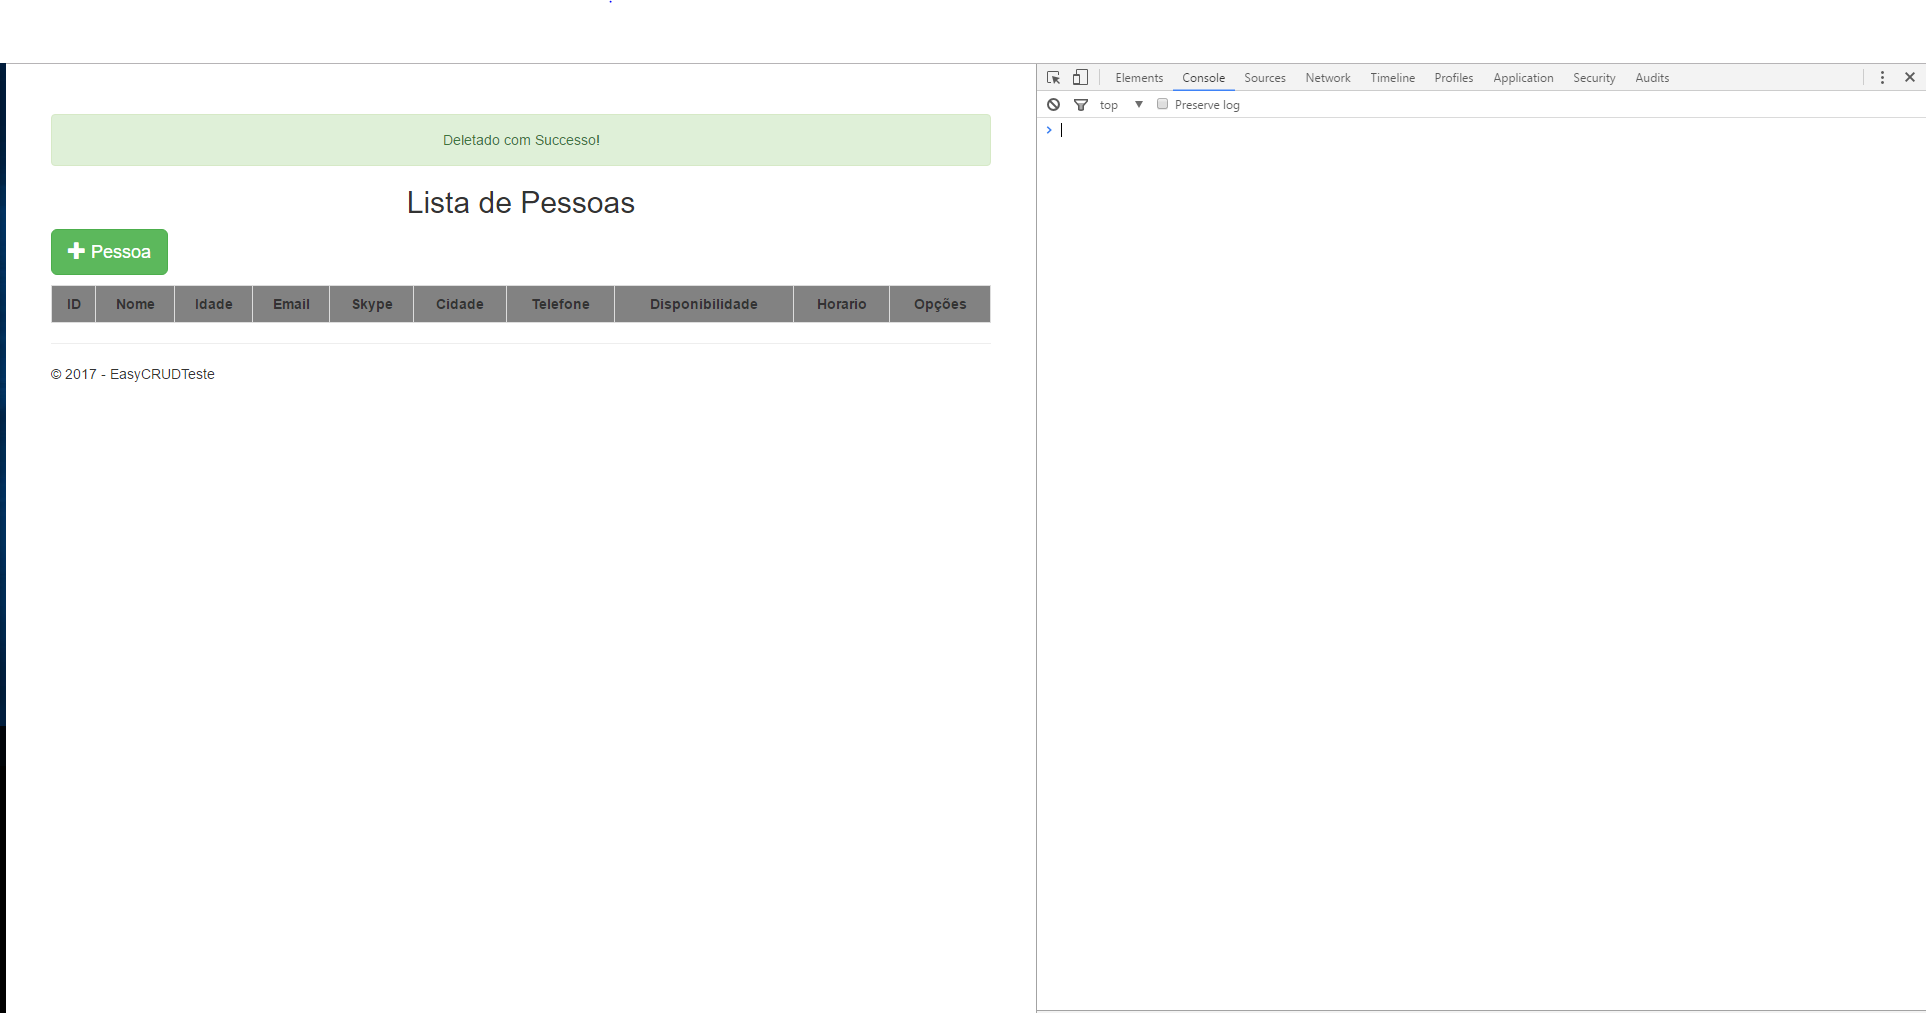 Deletado com Successo!
Lista de Pessoas
Pessoa
ID Nome Idade Email Skype Cidade Telefone Disponibilidade Horario Opções
© 2017 - EasyCRUDTeste
Elements Console Sources Network Timeline Profiles Application Security Audits
top Preserve log